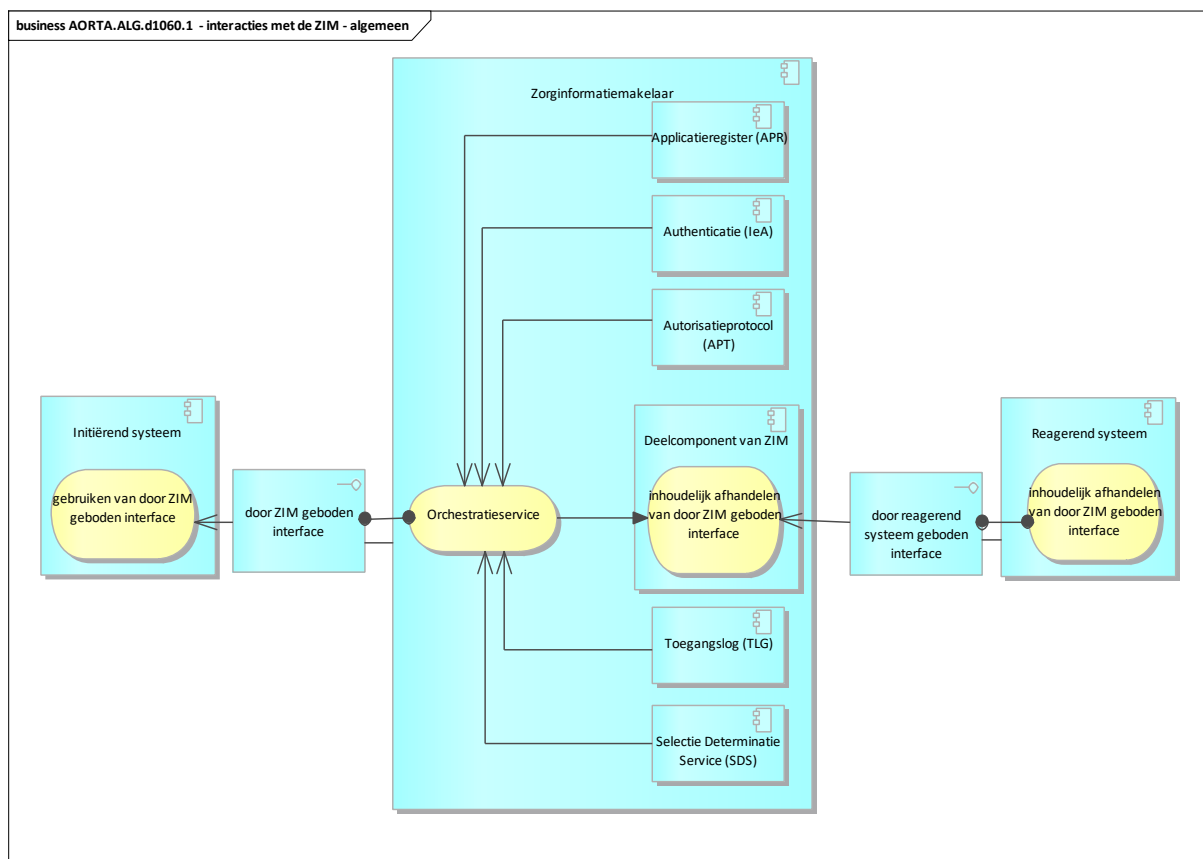 business AORTA.ALG.d1060.1 - interacties met de ZIM - algemeen
Zorginformatiemakelaar
Applicatieregister (APR)
Authenticatie (IeA)
Autorisatieprotocol
(APT)
Initiërend systeem
gebruiken van door ZIM
geboden interface
door ZIM geboden
interface
Orchestratieservice
Deelcomponent van ZIM
inhoudelijk afhandelen
van door ZIM geboden
interface
door reagerend
systeem geboden
interface
Reagerend systeem
inhoudelijk afhandelen
van door ZIM geboden
interface
Toegangslog (TLG)
Selectie Determinatie
Service (SDS)